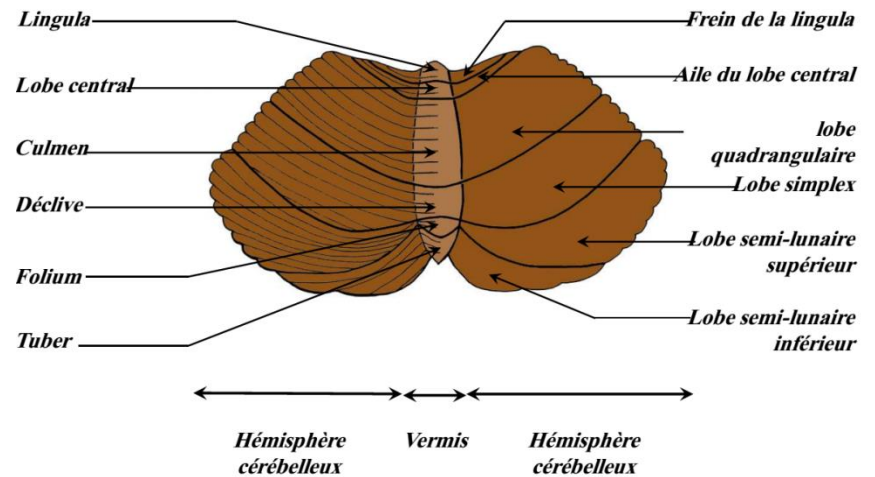 Lingula
Lobe central
Culmen
Déclive
Folium
Tuber
Frein de la lingula
Aile du lobe central
lobe
quadrangulaire
Lobe simplex
Lobe semi-lunaire
supérieur
Lobe semi-lunaire
inférieur
Hémisphère
cérébelleux
Vermis
Hémisphère
cérébelleux